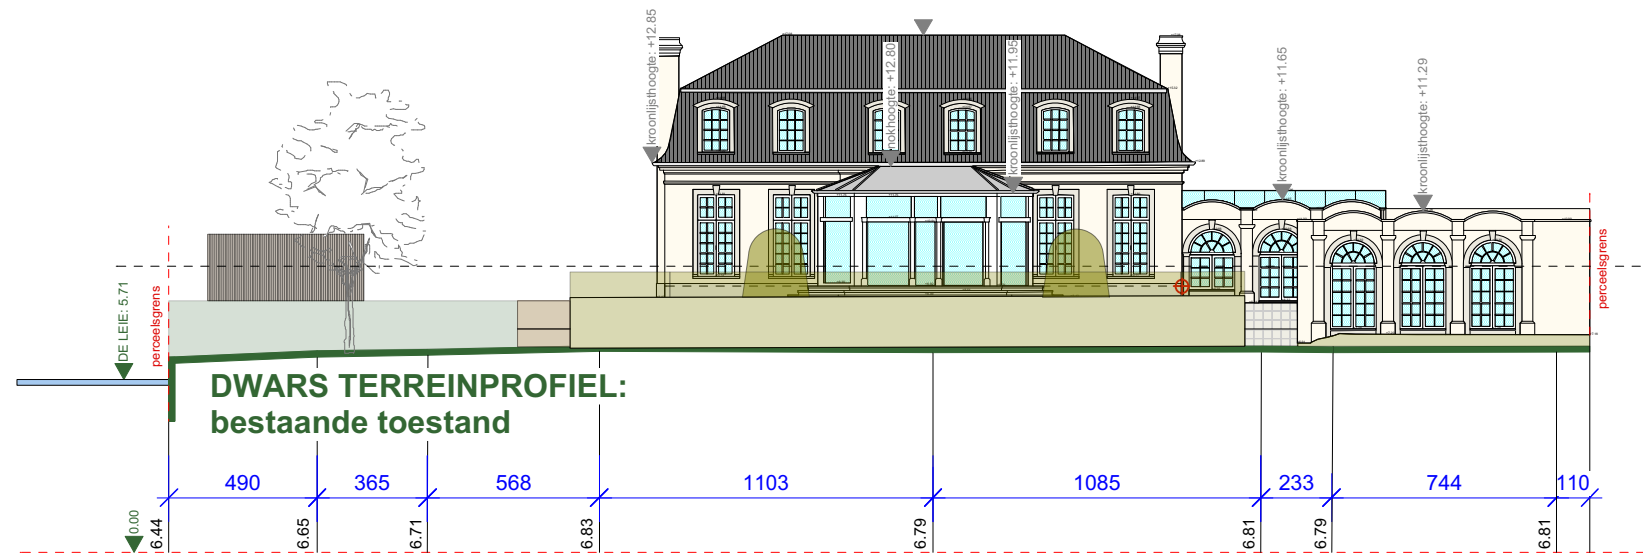 kroonlijsthoogte: +12.85
nokhoogte: +12.80
kroonlijsthoogte: +11.95
kroonlijsthoogte: +11.65
kroonlijsthoogte: +11.29
DE LEIE: 5.71
perceelsgrens
perceelsgrens
DWARS TERREINPROFIEL:
bestaande toestand
490 365 568 1103 1085 233 744 110
0.00 6.44 6.65 6.71 6.83 6.79 6.81 6.79 6.81